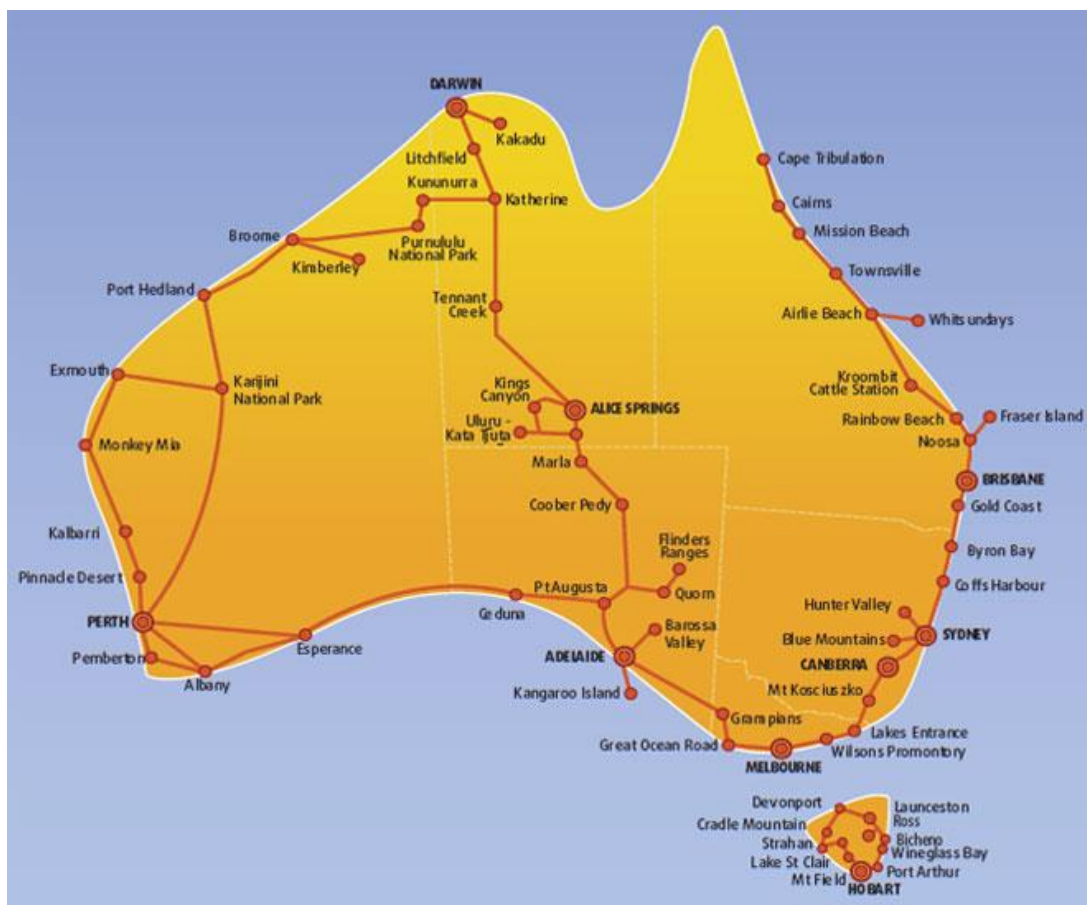 DARWIN
Kakadu
Litchfield
Cape Tribulation
Kununurra
Katherine
Cairns
Broome
Purnululu
National Park
Mission Beach
Kimberley
Townsville
Port Hedland
Tennant
Creek
Airlie Beach
Whitsundays
Exmouth
Karijini
National Park
Kings
Canyon
ALICE SPRINGS
Kroombit
Cattle Station
Uluru -
Kata Tjuta
Rainbow Beach
Fraser Island
Noosa
Monkey Mia
Marla
BRISBANE
Coober Pedy
Gold Coast
Kalbarri
Flinders
Ranges
Byron Bay
Pinnacle Desert
Pt Augusta
Quorn
Coffs Harbour
Ceduna
Hunter Valley
PERTH
Barossa
Valley
Blue Mountains
SYDNEY
Esperance
Pemberton
ADELAIDE
CANBERRA
Albany
Kangaroo Island
Mt Kosciuszko
Grampians
Lakes Entrance
Great Ocean Road
Wilsons Promontory
MELBOURNE
Devonport
Launceston
Ross
Cradle Mountain
Strahan
Bicheno
Wineglass Bay
Lake St Clair
Port Arthur
Mt Field
HOBART